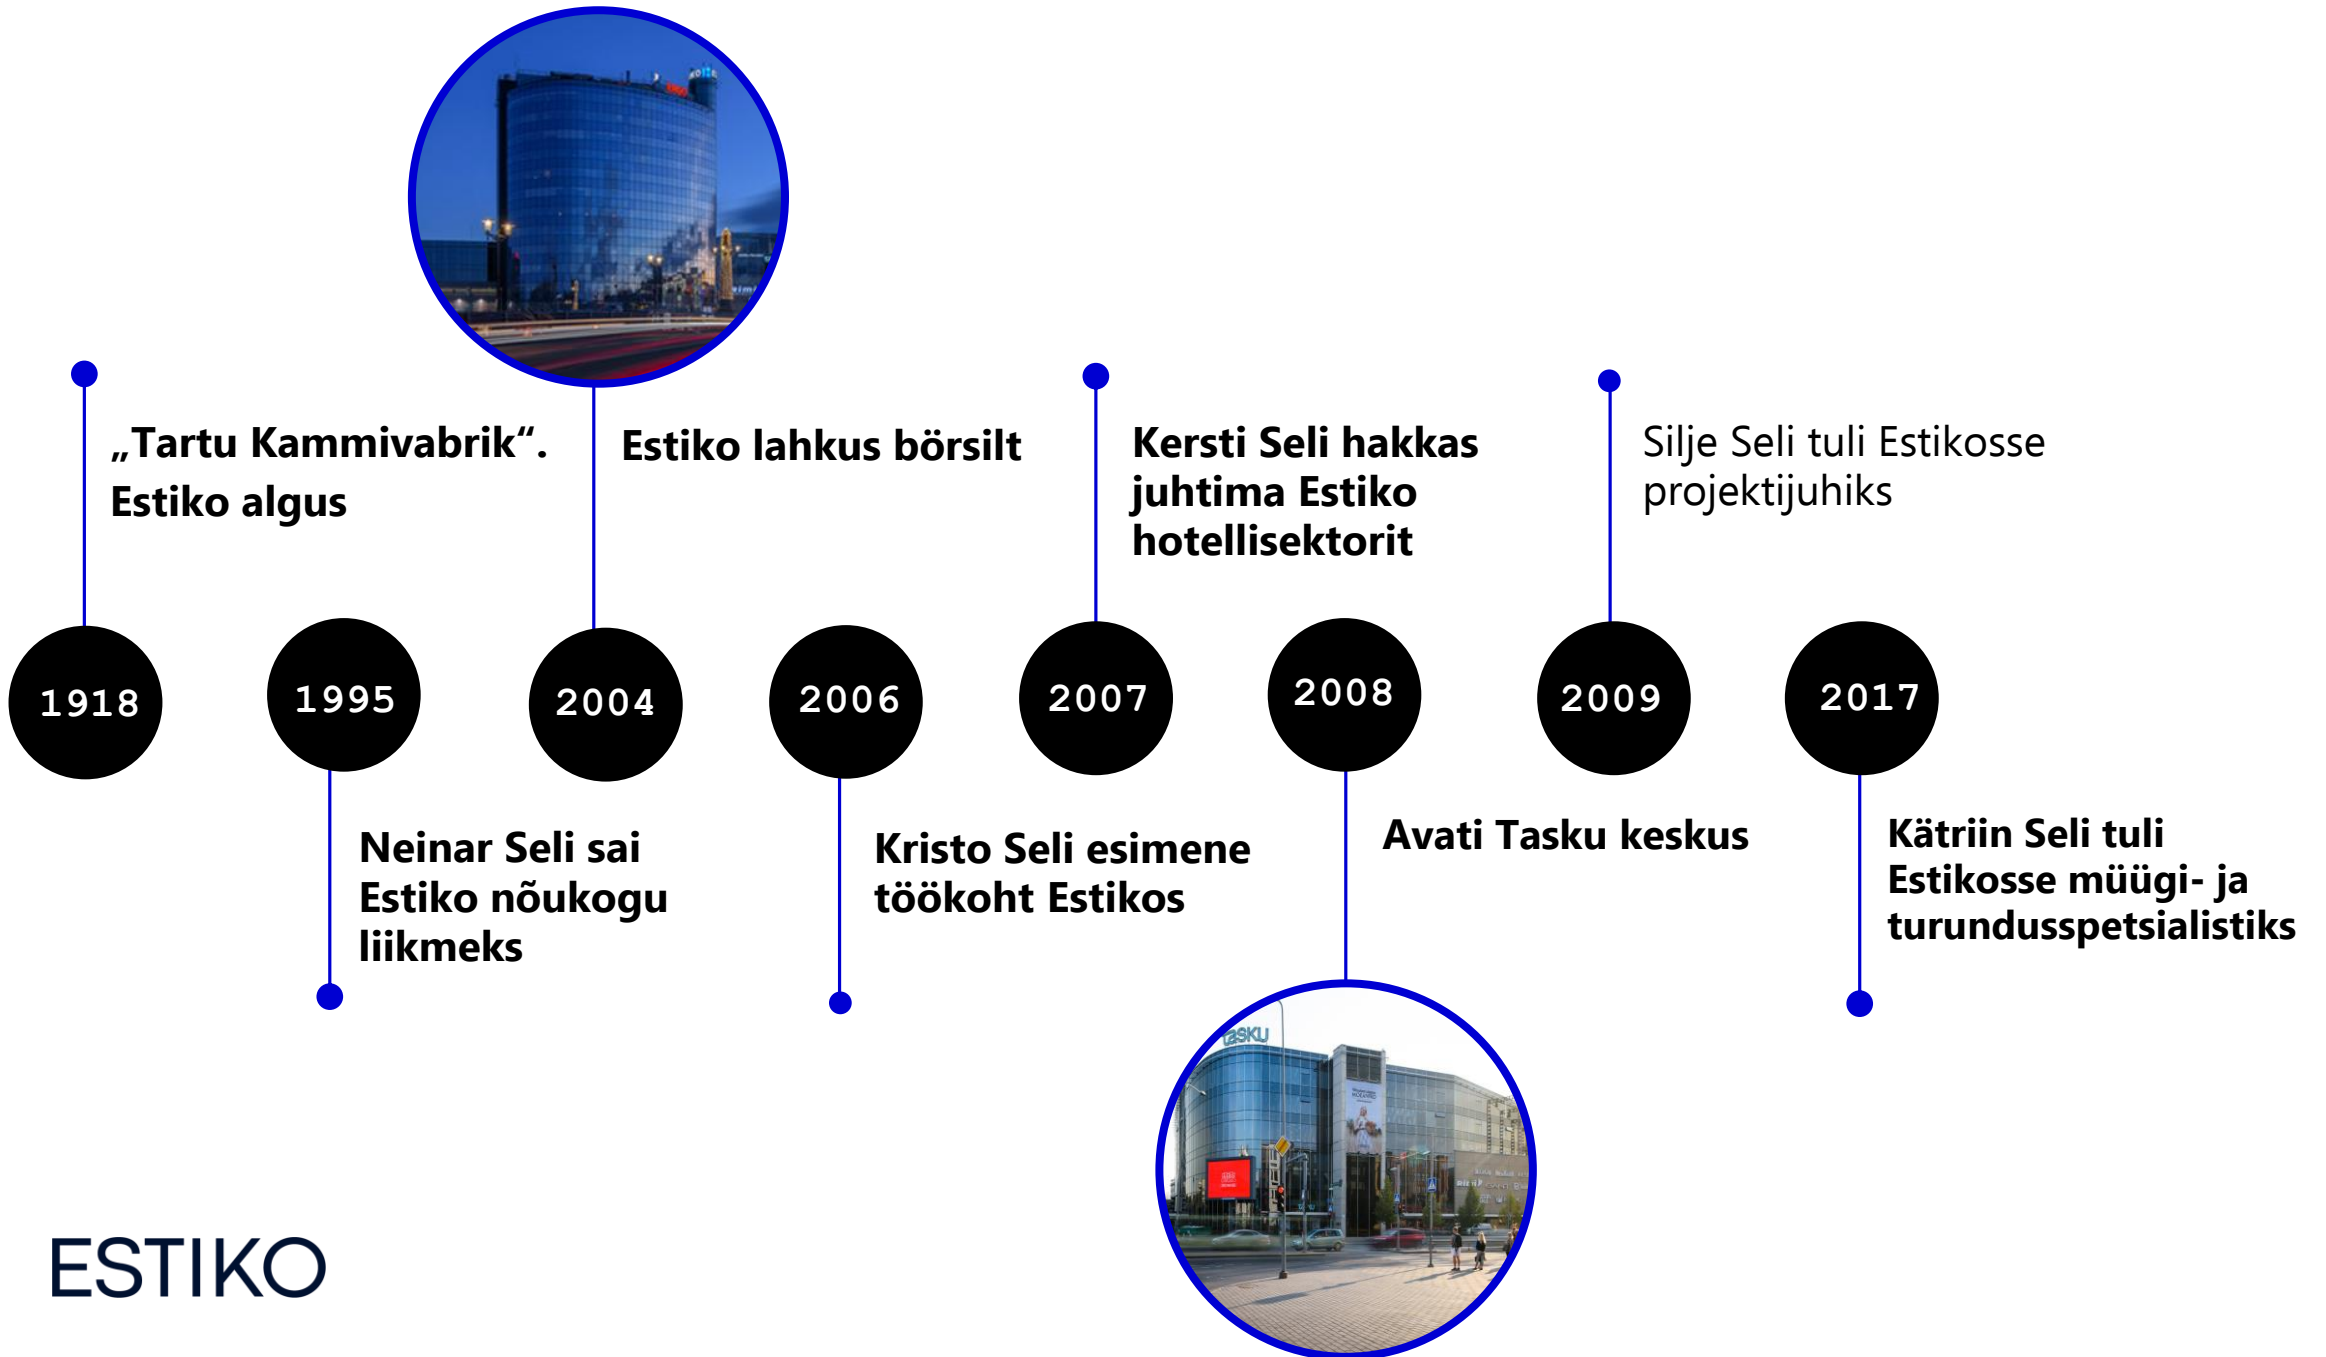 „Tartu Kammivabrik“.
Estiko algus
Estiko lahkus börsilt
Kersti Seli hakkas
juhtima Estiko
hotellisektorit
Silje Seli tuli Estikosse
projektijuhiks
1918
1995
2004
2006
2007
2008
2009
2017
Neinar Seli sai
Estiko nõukogu
liikmeks
Kristo Seli esimene
töökoht Estikos
Avati Tasku keskus
Kätriin Seli tuli
Estikosse müügi- ja
turundusspetsialistiks
tasku
ESTIKO